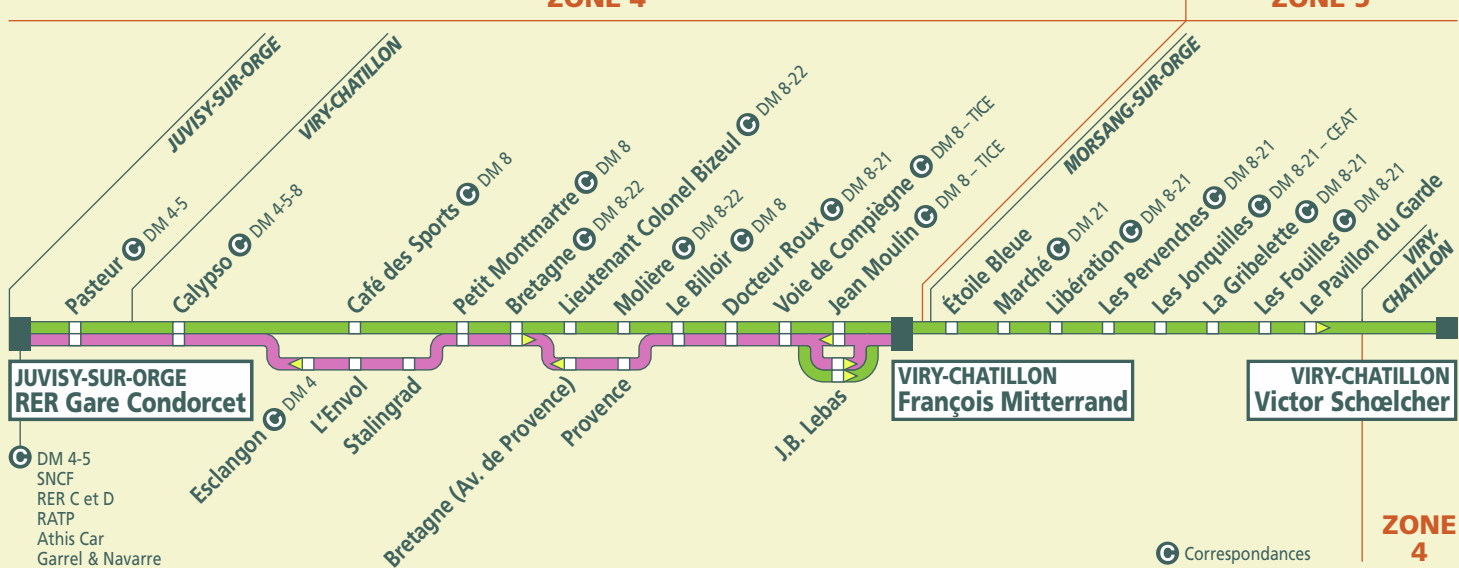 ZONE 4
ZONE 5
JUVISY-SUR-ORGE
VIRY-CHATILLON
MORSANG-SUR-ORGE
VIRY-
CHATILLON
Pasteur C DM 4-5
Calypso C DM 4-5-8
Café des Sports C DM 8
Petit Montmartre C DM 8
Bretagne C DM 8-22
Lieutenant Colonel Bizeul C DM 8-22
Molière C DM 8-22
Le Billoir C DM 8
Docteur Roux C DM 8-21
Voie de Compiègne C DM 8 – TICE
Jean Moulin C DM 8 – TICE
Étoile Bleue
Marché C DM 21
Libération C DM 8-21
Les Pervenches C DM 8-21
Les Jonquilles C DM 8-21 – CEAT
La Gribelette C DM 8-21
Les Fouilles C DM 8-21
Le Pavillon du Garde
JUVISY-SUR-ORGE
RER Gare Condorcet
Esclangon C DM 4
L'Envol
Stalingrad
Bretagne (Av. de Provence)
Provence
J.B. Lebas
VIRY-CHATILLON
François Mitterrand
VIRY-CHATILLON
Victor Schœlcher
C DM 4-5
SNCF
RER C et D
RATP
Athis Car
Garrel & Navarre
C Correspondances
ZONE
4